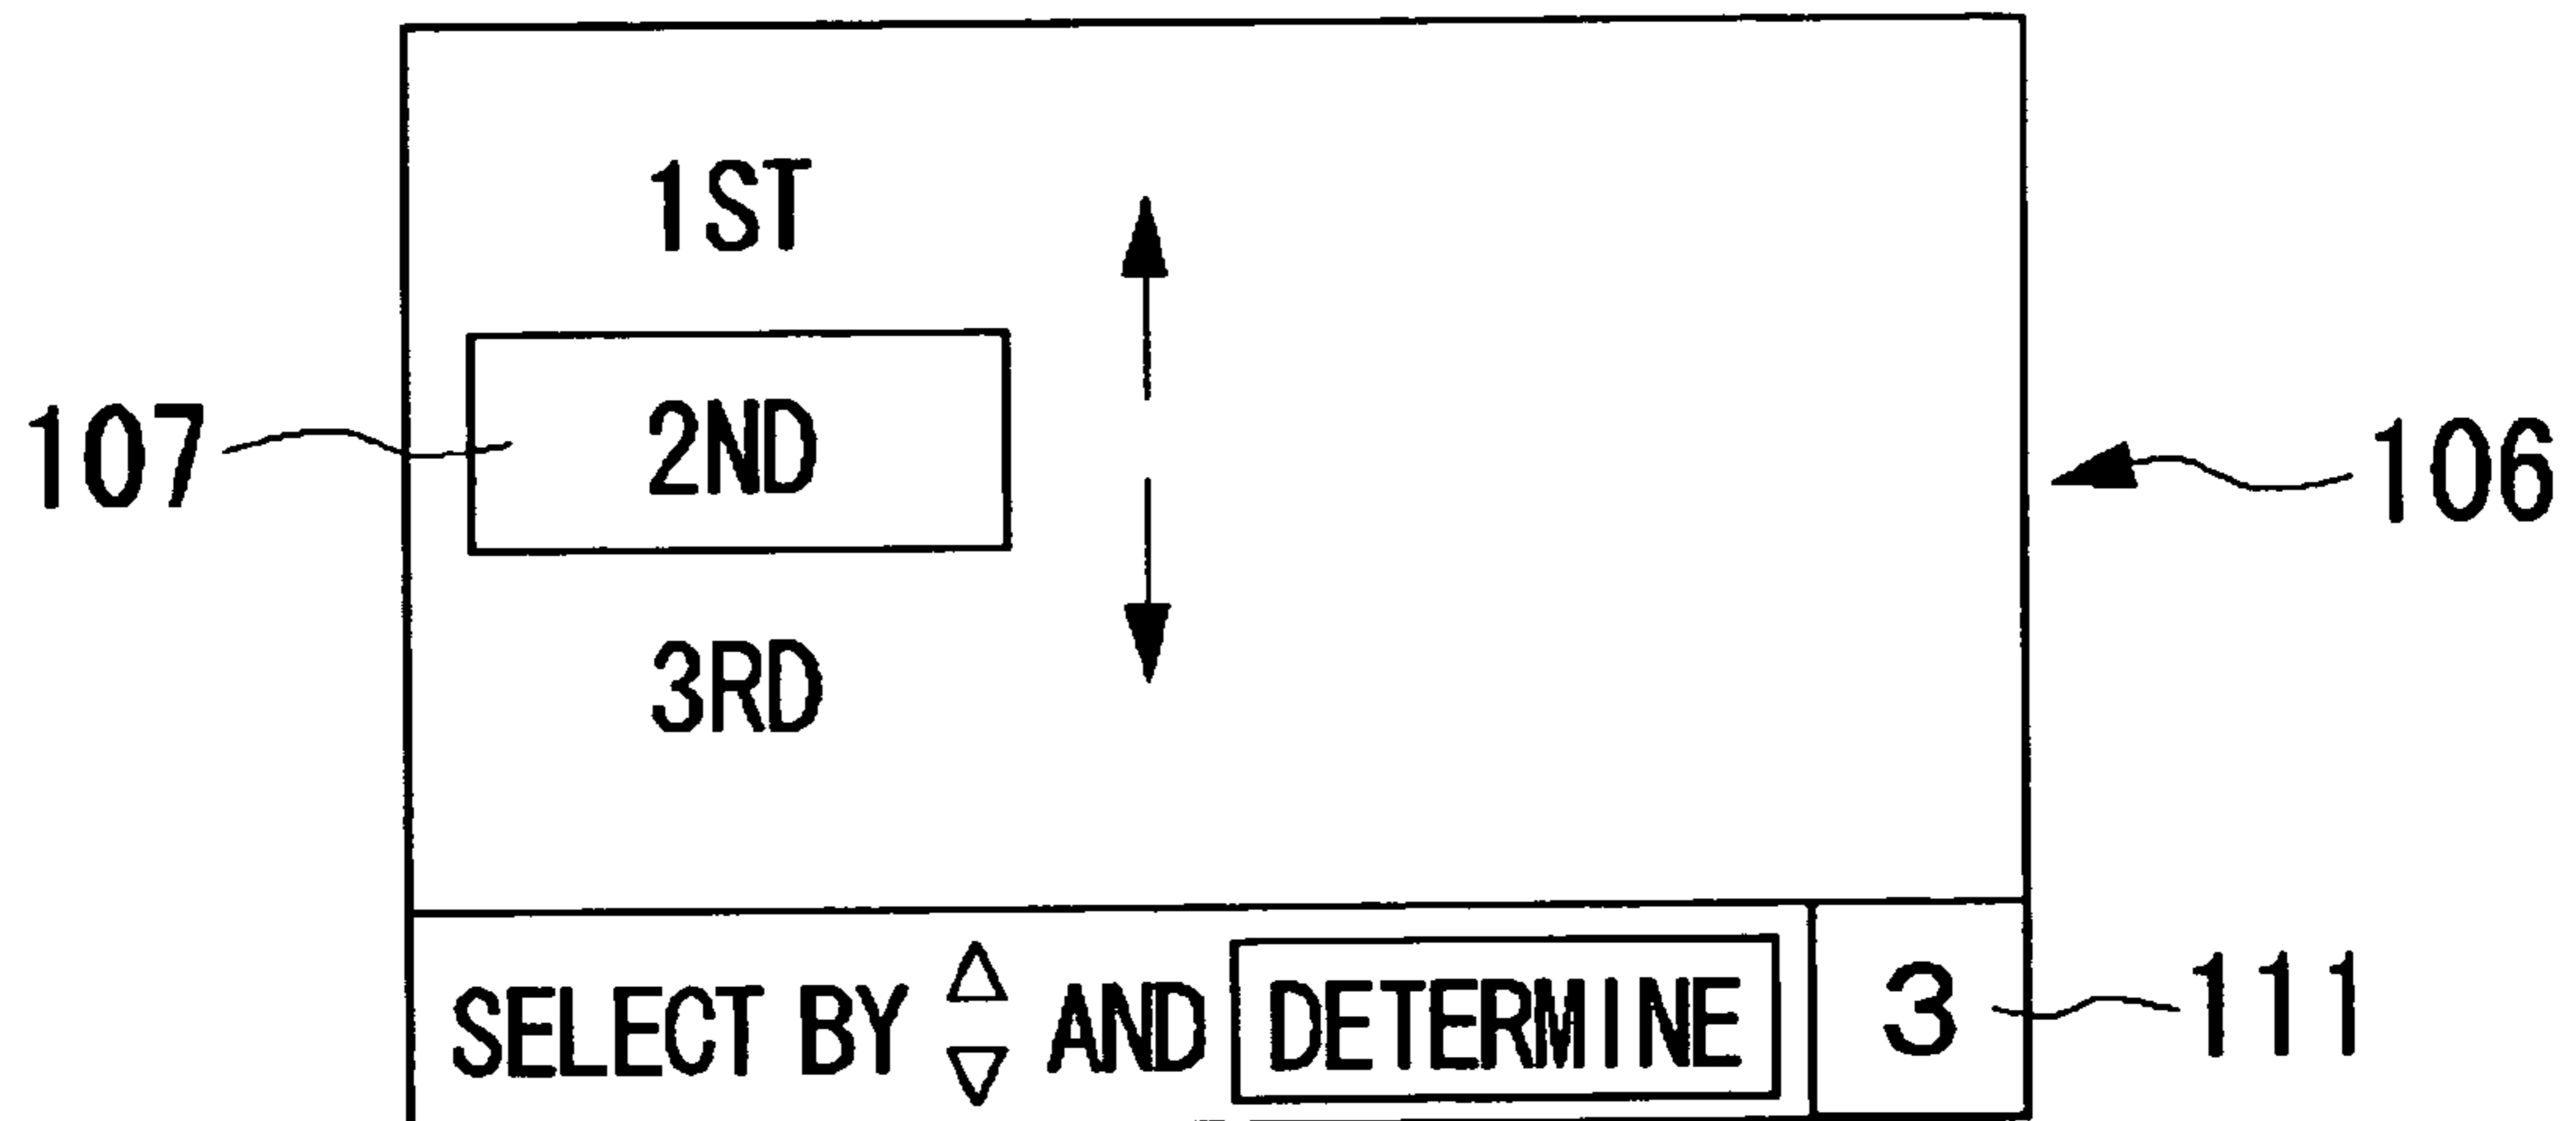 1ST
107 2ND 106
3RD
SELECT BY △▽ AND DETERMINE 3 111